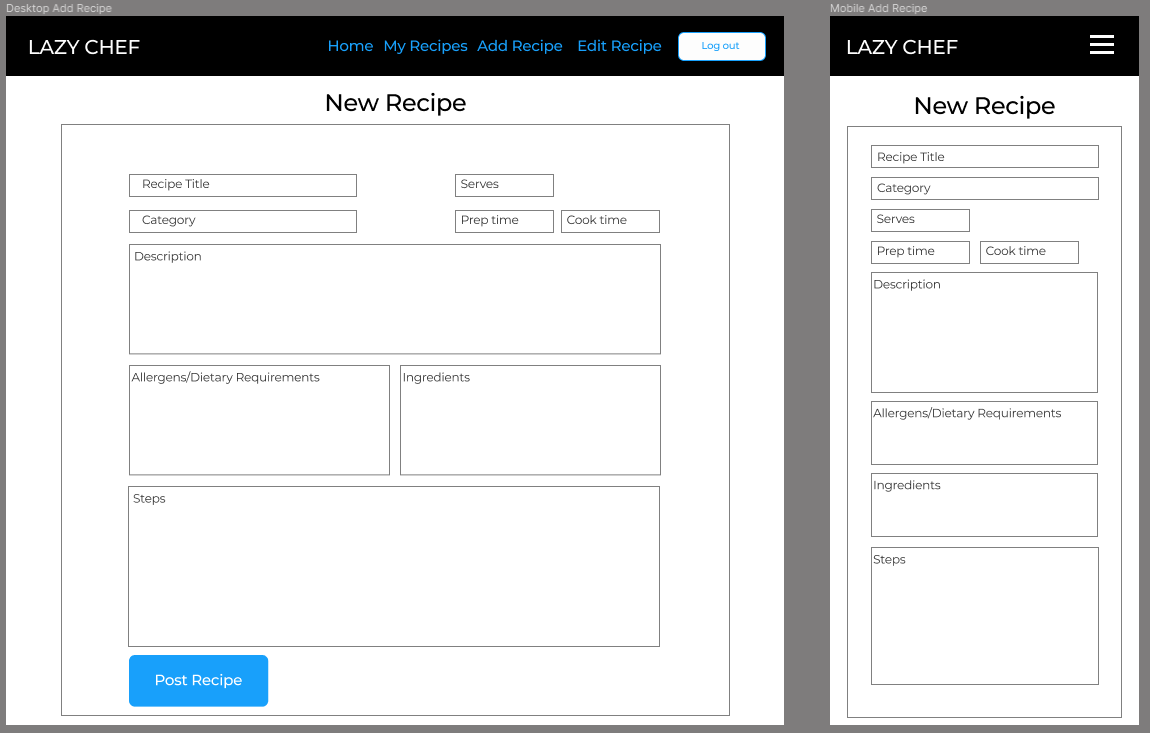 Desktop Add Recipe
LAZY CHEF
Home My Recipes Add Recipe Edit Recipe Log out
New Recipe
Recipe Title
Serves
Category
Prep time
Cook time
Description
Allergens/Dietary Requirements
Ingredients
Steps
Post Recipe
Mobile Add Recipe
LAZY CHEF
New Recipe
Recipe Title
Category
Serves
Prep time
Cook time
Description
Allergens/Dietary Requirements
Ingredients
Steps